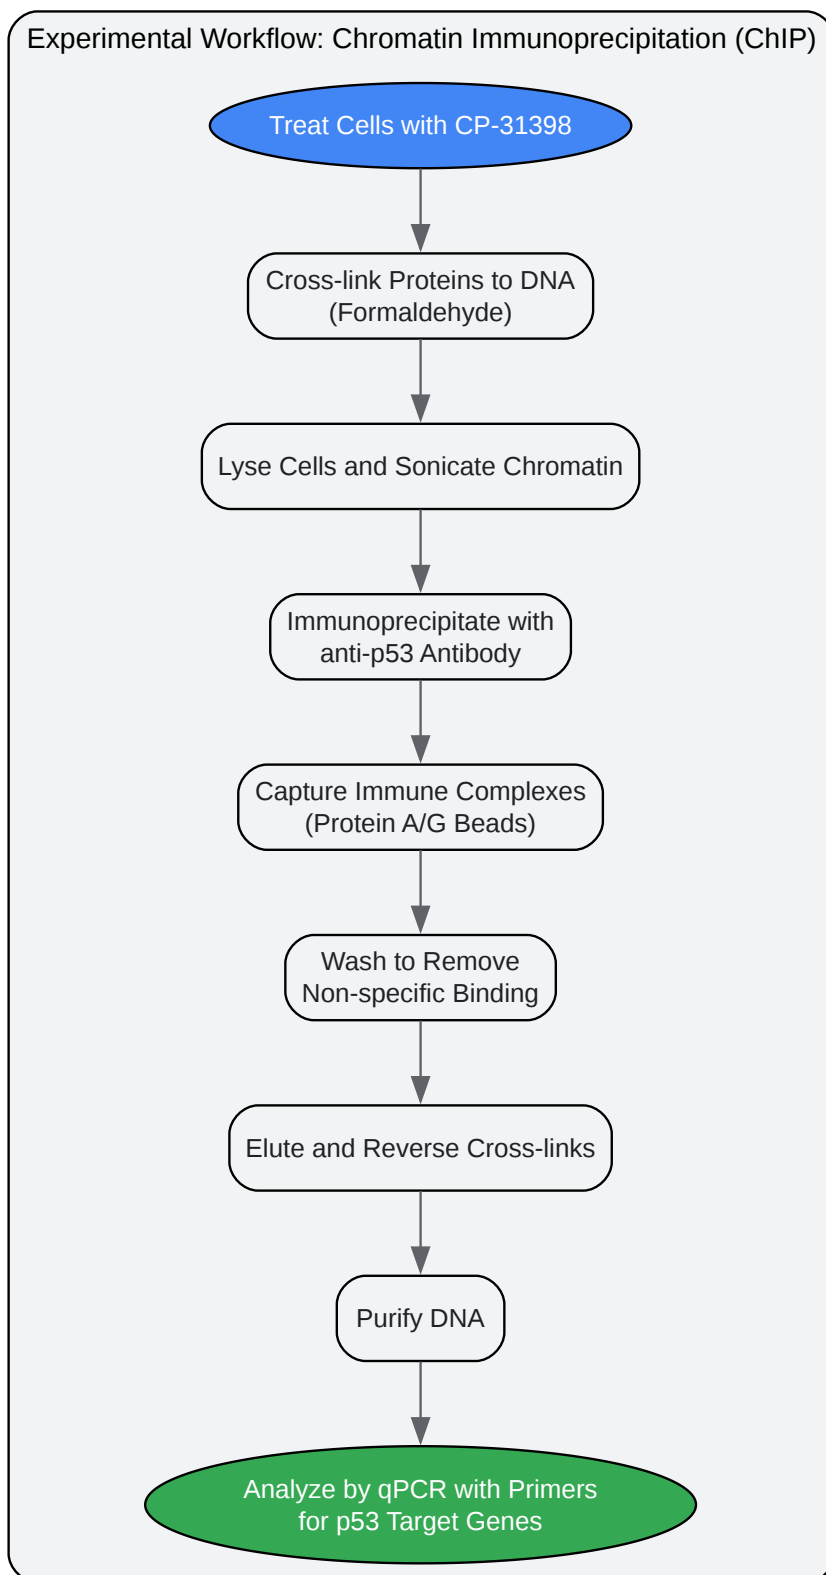 Experimental Workflow: Chromatin Immunoprecipitation (ChIP)
Treat Cells with CP-31398
Cross-link Proteins to DNA
(Formaldehyde)
Lyse Cells and Sonicate Chromatin
Immunoprecipitate with
anti-p53 Antibody
Capture Immune Complexes
(Protein A/G Beads)
Wash to Remove
Non-specific Binding
Elute and Reverse Cross-links
Purify DNA
Analyze by qPCR with Primers
for p53 Target Genes